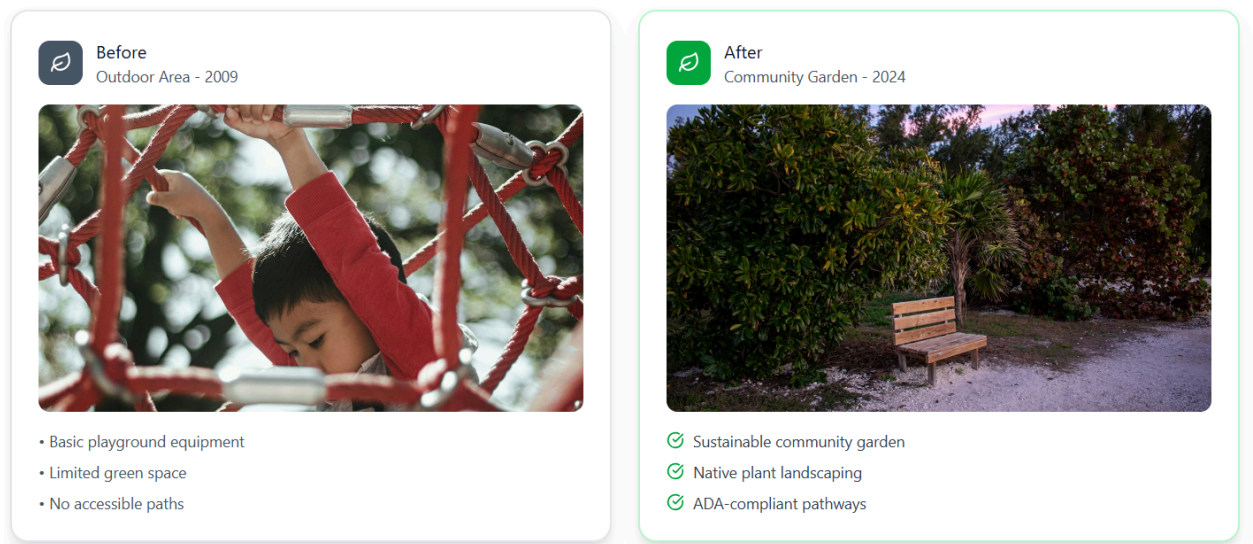 Before
Outdoor Area - 2009
• Basic playground equipment
• Limited green space
• No accessible paths
After
Community Garden - 2024
Sustainable community garden
Native plant landscaping
ADA-compliant pathways